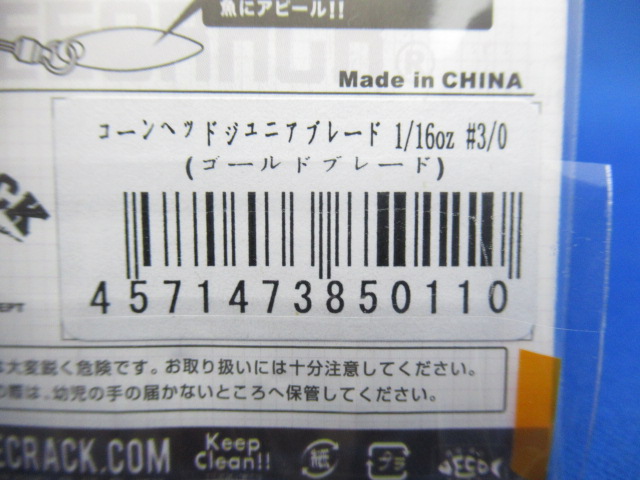 魚にアピール!!
Made in CHINA
コーンヘッドジュニアブレード 1/16oz #3/0
(ゴールドブレード)
4571473850110
大変鋭く危険です。お取り扱いには十分注意してください。
の際は、幼児の手の届かないところへ保管してください。
ECRACK.COM
Keep
Clean!!
紙
プラ